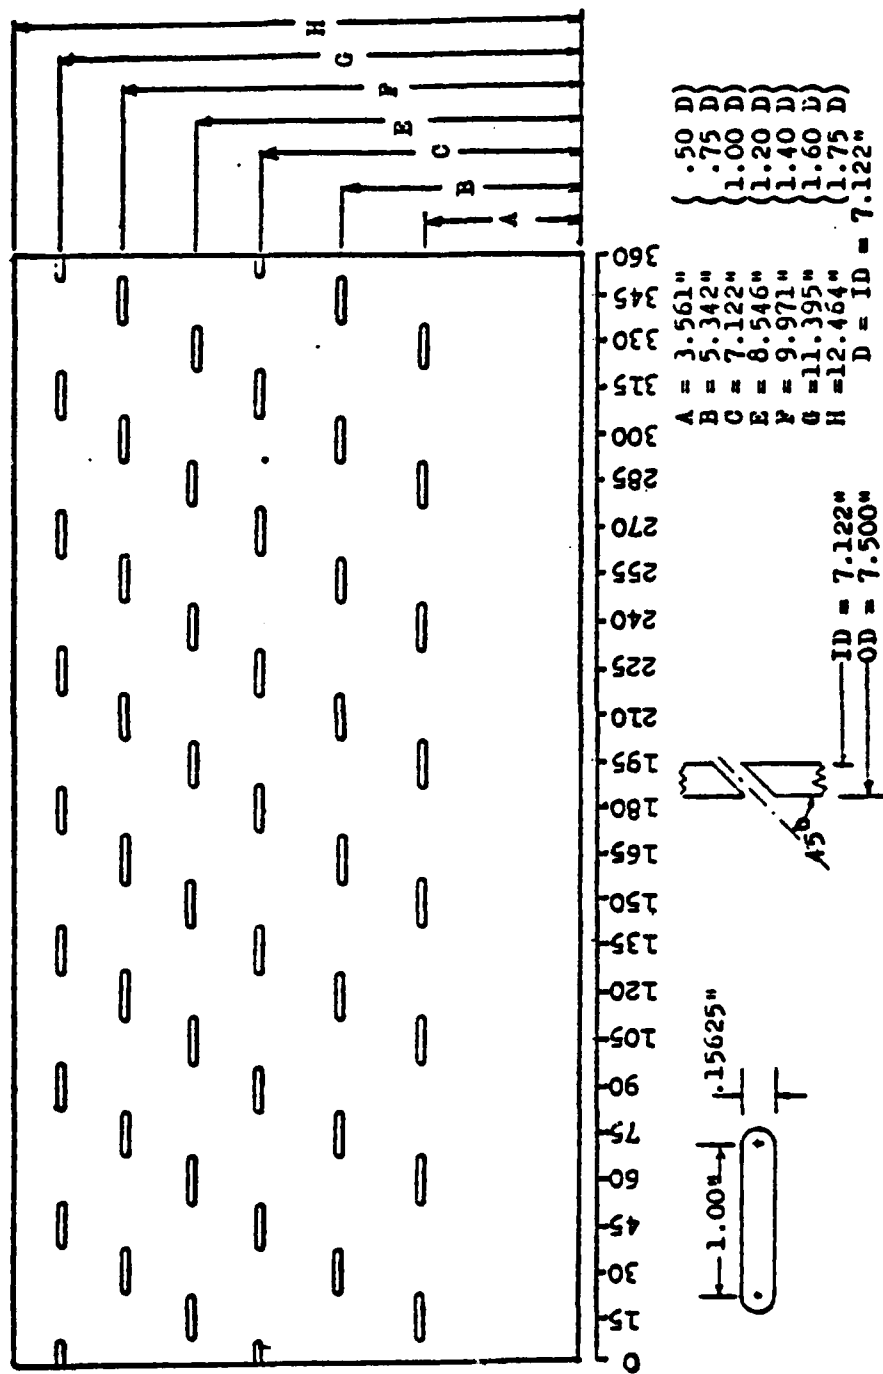 H
G
F
E
C
B
A
0 15 30 45 60 75 90 105 120 135 150 165 180 195 210 225 240 255 270 285 300 315 330 345 360
1.00"
.15625"
45°
ID = 7.122"
OD = 7.500"
A = 3.561" ( .50 D)
B = 5.342" ( .75 D)
C = 7.122" (1.00 D)
E = 8.546" (1.20 D)
F = 9.971" (1.40 D)
G =11.395" (1.60 D)
H =12.464" (1.75 D)
D = ID = 7.122"